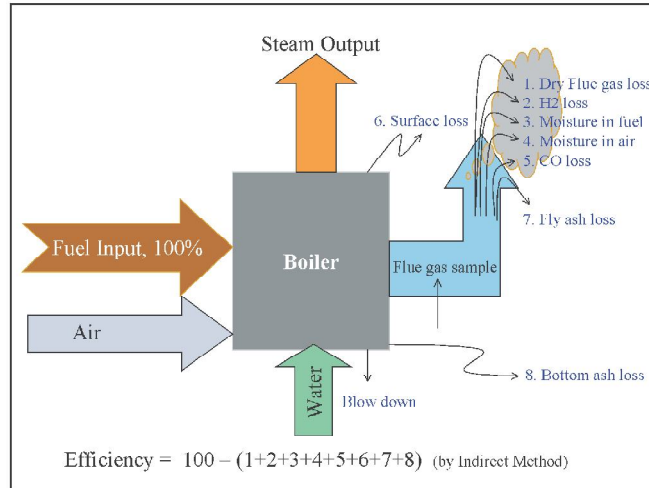 Steam Output
1. Dry Flue gas loss
2. H2 loss
3. Moisture in fuel
4. Moisture in air
5. CO loss
6. Surface loss
7. Fly ash loss
Fuel Input, 100%
Boiler
Flue gas sample
Air
Water
Blow down
8. Bottom ash loss
Efficiency = 100 – (1+2+3+4+5+6+7+8) (by Indirect Method)